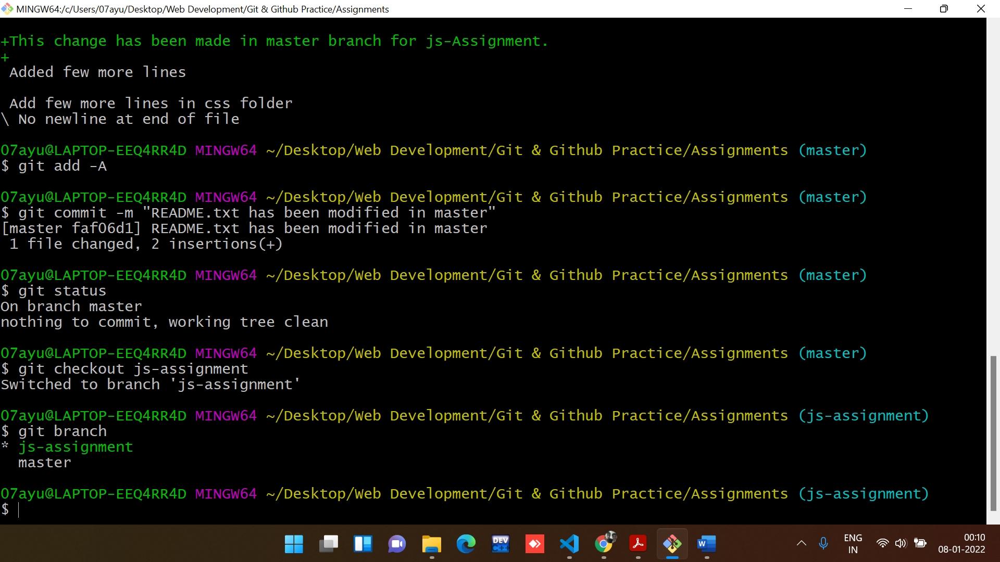 MINGW64:/c/Users/07ayu/Desktop/Web Development/Git & Github Practice/Assignments
+This change has been made in master branch for js-Assignment.
+
Added few more lines
Add few more lines in css folder
\ No newline at end of file
07ayu@LAPTOP-EEQ4RR4D MINGW64 ~/Desktop/Web Development/Git & Github Practice/Assignments (master)
$ git add -A
07ayu@LAPTOP-EEQ4RR4D MINGW64 ~/Desktop/Web Development/Git & Github Practice/Assignments (master)
$ git commit -m "README.txt has been modified in master"
[master faf06d1] README.txt has been modified in master
1 file changed, 2 insertions(+)
07ayu@LAPTOP-EEQ4RR4D MINGW64 ~/Desktop/Web Development/Git & Github Practice/Assignments (master)
$ git status
On branch master
nothing to commit, working tree clean
07ayu@LAPTOP-EEQ4RR4D MINGW64 ~/Desktop/Web Development/Git & Github Practice/Assignments (master)
$ git checkout js-assignment
Switched to branch 'js-assignment'
07ayu@LAPTOP-EEQ4RR4D MINGW64 ~/Desktop/Web Development/Git & Github Practice/Assignments (js-assignment)
$ git branch
* js-assignment
master
07ayu@LAPTOP-EEQ4RR4D MINGW64 ~/Desktop/Web Development/Git & Github Practice/Assignments (js-assignment)
$
DEV
C++
W
ENG
IN
00:10
08-01-2022